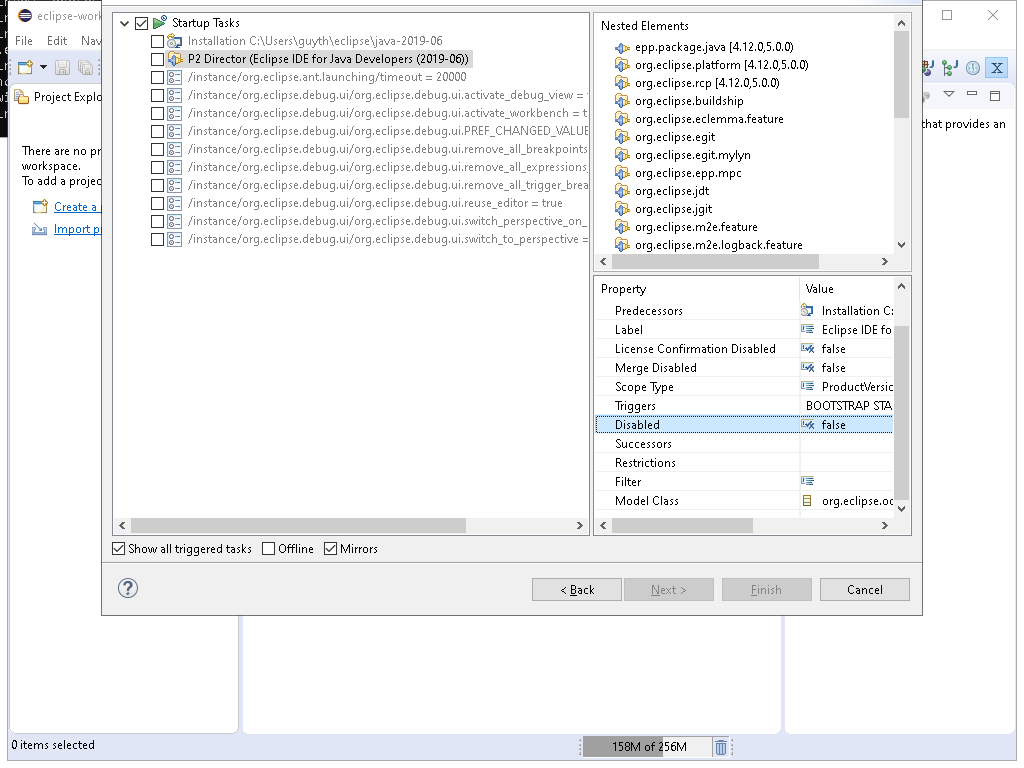 eclipse-work
File Edit Nav
Project Explo
There are no pr
workspace.
To add a projec
Create a
Import pr
Startup Tasks
Installation C:\Users\guyth\eclipse\java-2019-06
P2 Director (Eclipse IDE for Java Developers (2019-06))
/instance/org.eclipse.ant.launching/timeout = 20000
/instance/org.eclipse.debug.ui/org.eclipse.debug.ui.activate_debug_view =
/instance/org.eclipse.debug.ui/org.eclipse.debug.ui.activate_workbench = t
/instance/org.eclipse.debug.ui/org.eclipse.debug.ui.PREF_CHANGED_VALUE
/instance/org.eclipse.debug.ui/org.eclipse.debug.ui.remove_all_breakpoints
/instance/org.eclipse.debug.ui/org.eclipse.debug.ui.remove_all_expressions
/instance/org.eclipse.debug.ui/org.eclipse.debug.ui.remove_all_trigger_brea
/instance/org.eclipse.debug.ui/org.eclipse.debug.ui.reuse_editor = true
/instance/org.eclipse.debug.ui/org.eclipse.debug.ui.switch_perspective_on_
/instance/org.eclipse.debug.ui/org.eclipse.debug.ui.switch_to_perspective =
Nested Elements
epp.package.java [4.12.0,5.0.0)
org.eclipse.platform [4.12.0,5.0.0)
org.eclipse.rcp [4.12.0,5.0.0)
org.eclipse.buildship
org.eclipse.eclemma.feature
org.eclipse.egit
org.eclipse.egit.mylyn
org.eclipse.epp.mpc
org.eclipse.jdt
org.eclipse.jgit
org.eclipse.m2e.feature
org.eclipse.m2e.logback.feature
Property Value
Predecessors Installation C:
Label Eclipse IDE fo
License Confirmation Disabled false
Merge Disabled false
Scope Type ProductVersic
Triggers BOOTSTRAP STA
Disabled false
Successors
Restrictions
Filter
Model Class org.eclipse.oc
that provides an
Show all triggered tasks Offline Mirrors
< Back Next > Finish Cancel
0 items selected
158M of 256M